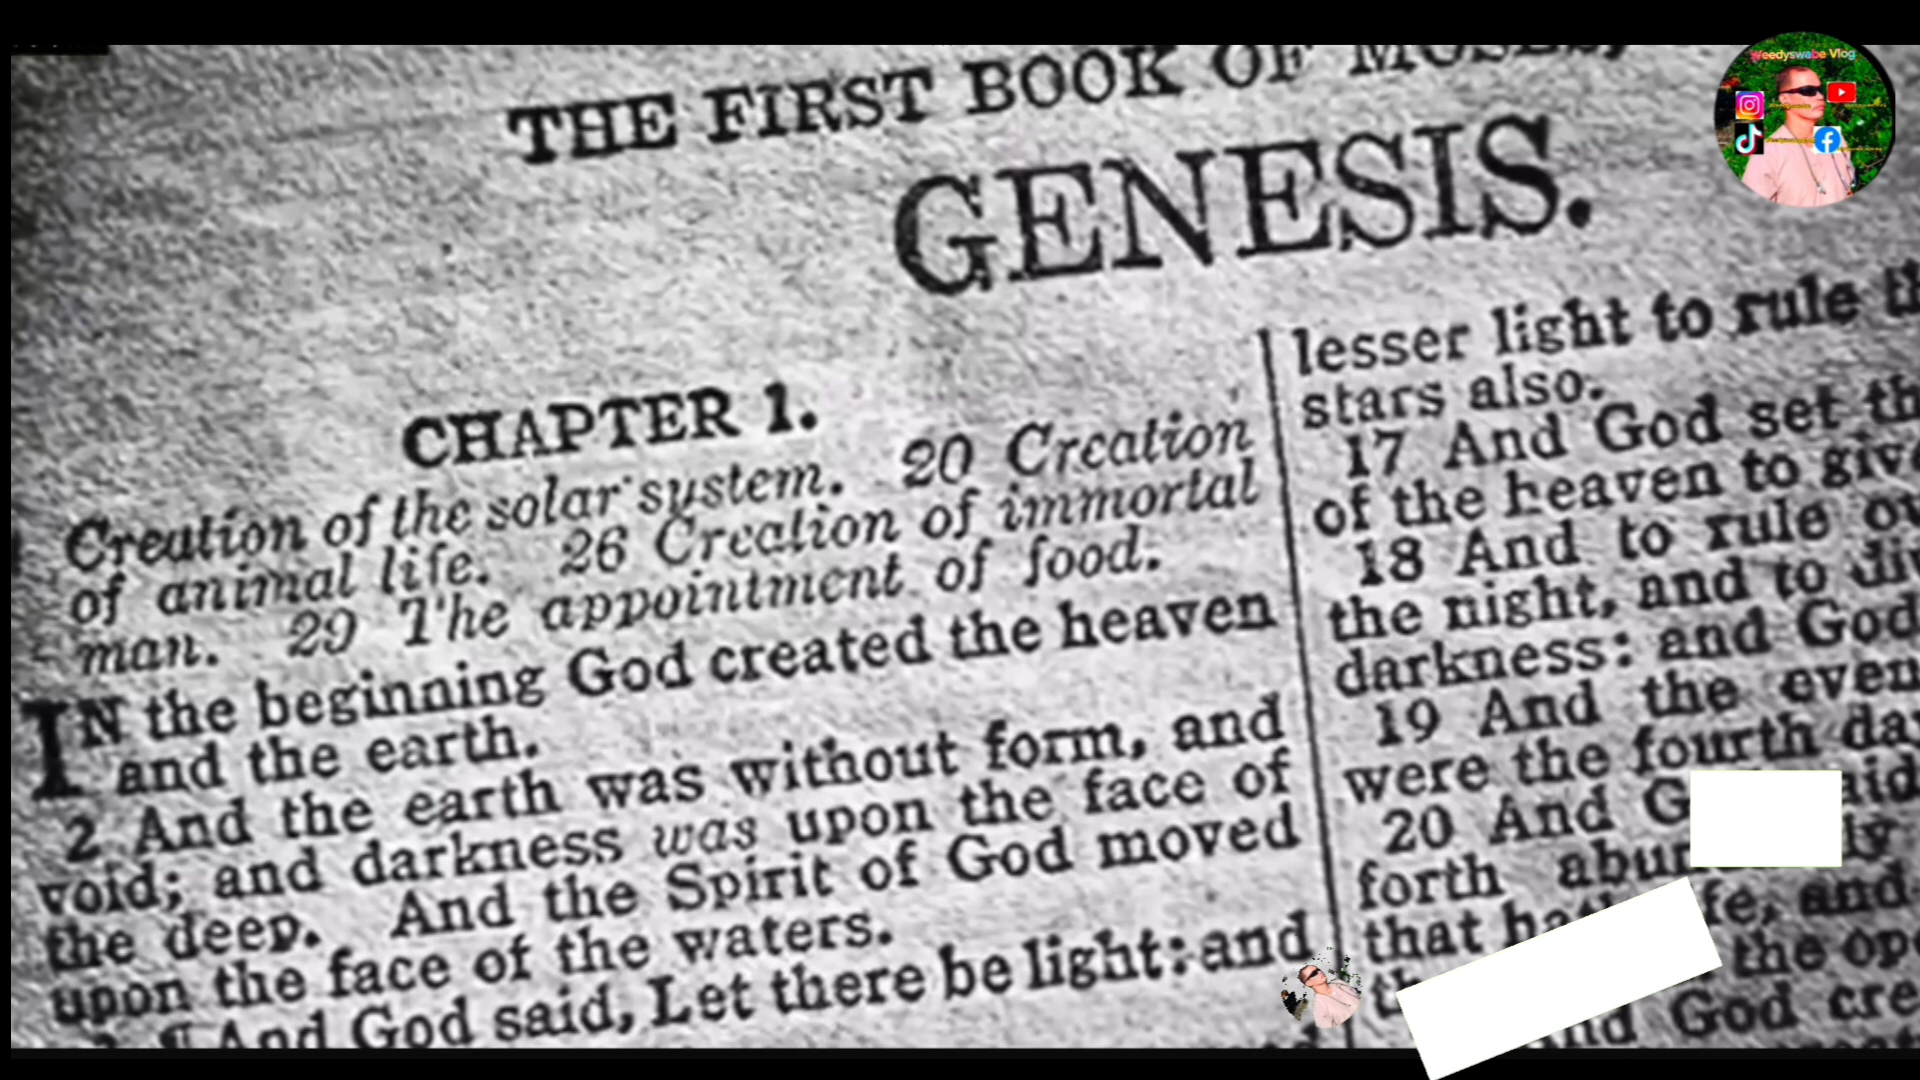 THE FIRST BOOK OF MOSES,
GENESIS.
CHAPTER 1.
Creation of the solar system. 20 Creation
of animal life. 26 Creation of immortal
man. 29 The appointment of food.
IN the beginning God created the heaven
and the earth.
2 And the earth was without form, and
void; and darkness was upon the face of
the deep. And the Spirit of God moved
upon the face of the waters.
3 ¶ And God said, Let there be light: and
lesser light to rule
stars also.
17 And God set
of the heaven to
18 And to rule
the night, and to
darkness: and God
19 And the
were the fourth
20 And
forth
that
the
And God
Weedyswabe Vlog